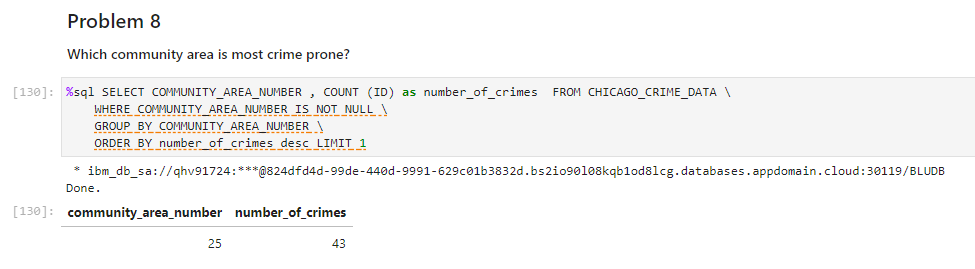 Problem 8
Which community area is most crime prone?
[130]: %sql SELECT COMMUNITY_AREA_NUMBER , COUNT (ID) as number_of_crimes  FROM CHICAGO_CRIME_DATA \
WHERE COMMUNITY_AREA_NUMBER IS NOT NULL \
GROUP BY COMMUNITY_AREA_NUMBER \
ORDER BY number_of_crimes desc LIMIT 1
* ibm_db_sa://qhv91724:***@824dfd4d-99de-440d-9991-629c01b3832d.bs2io90l08kqb1od8lcg.databases.appdomain.cloud:30119/BLUDB
Done.
[130]: community_area_number number_of_crimes
25 43